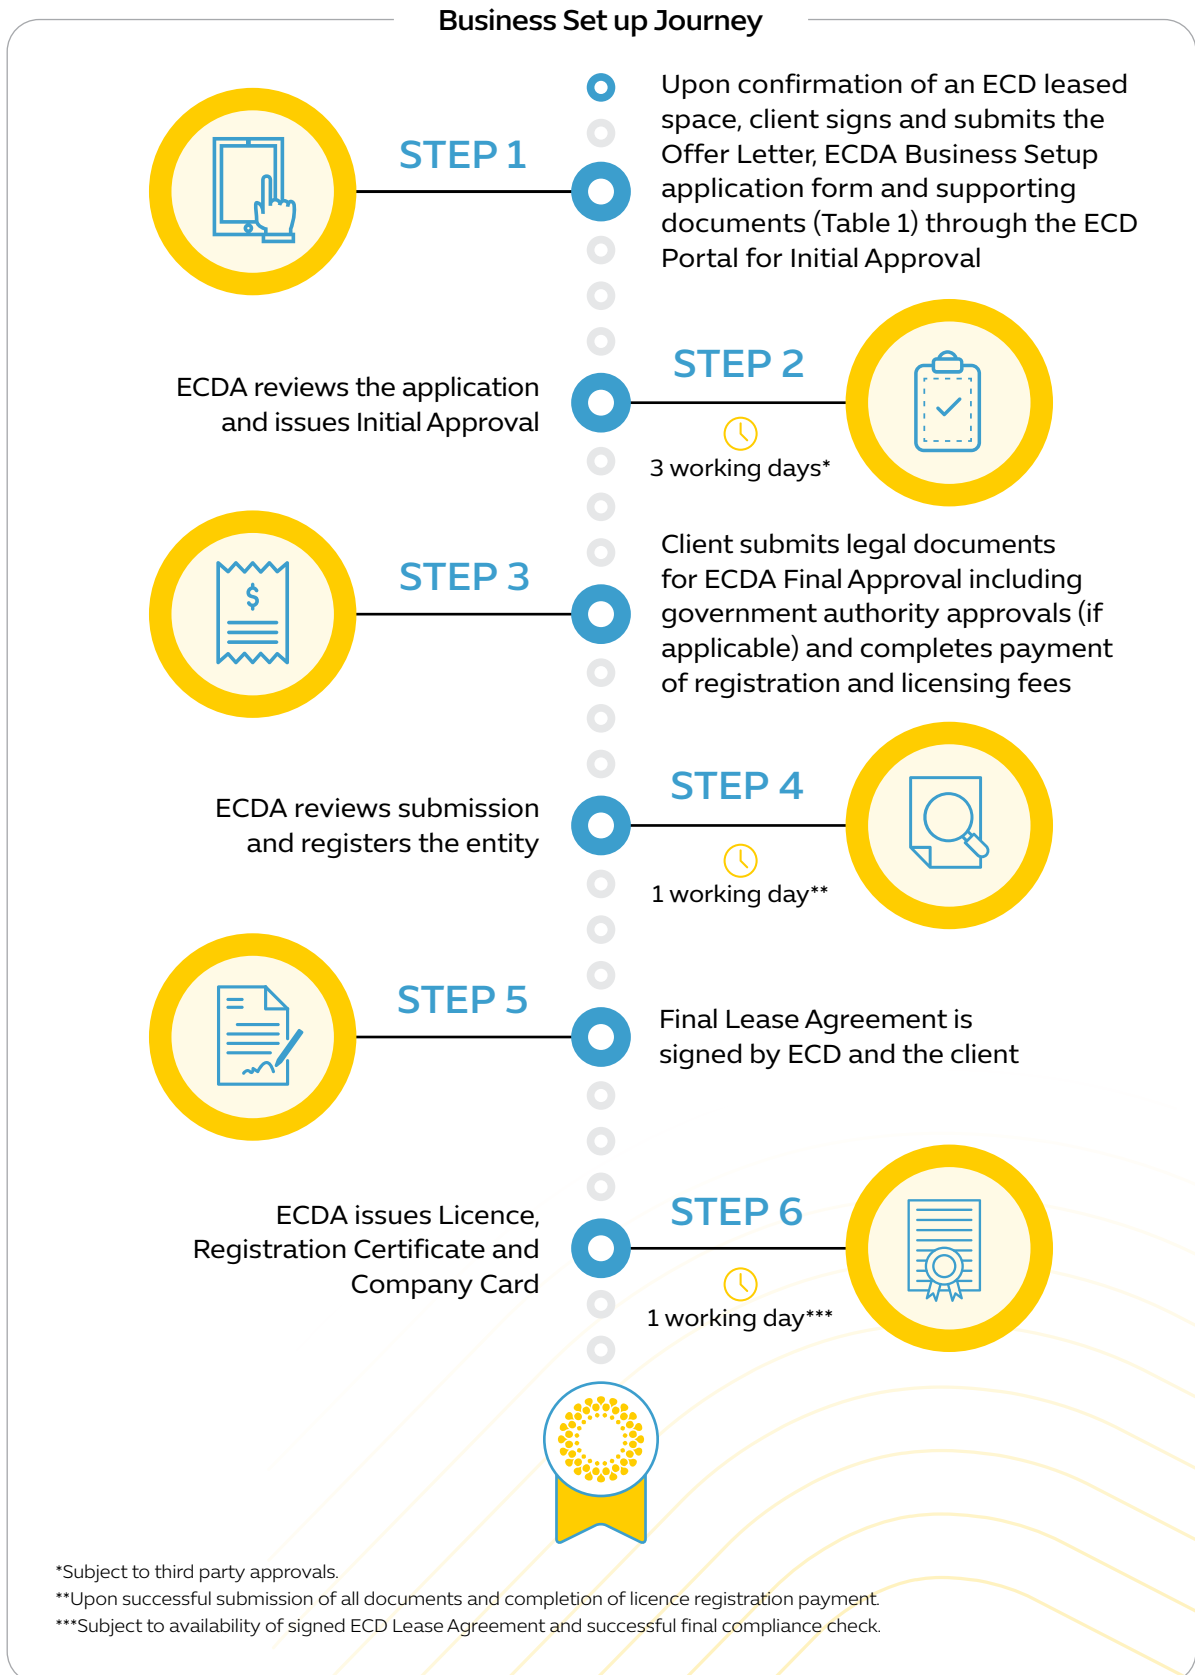 Business Set up Journey
STEP 1
Upon confirmation of an ECD leased
space, client signs and submits the
Offer Letter, ECDA Business Setup
application form and supporting
documents (Table 1) through the ECD
Portal for Initial Approval
ECDA reviews the application
and issues Initial Approval
STEP 2
3 working days*
STEP 3
$
Client submits legal documents
for ECDA Final Approval including
government authority approvals (if
applicable) and completes payment
of registration and licensing fees
ECDA reviews submission
and registers the entity
STEP 4
1 working day**
STEP 5
Final Lease Agreement is
signed by ECD and the client
ECDA issues Licence,
Registration Certificate and
Company Card
STEP 6
1 working day***
*Subject to third party approvals.
**Upon successful submission of all documents and completion of licence registration payment.
***Subject to availability of signed ECD Lease Agreement and successful final compliance check.